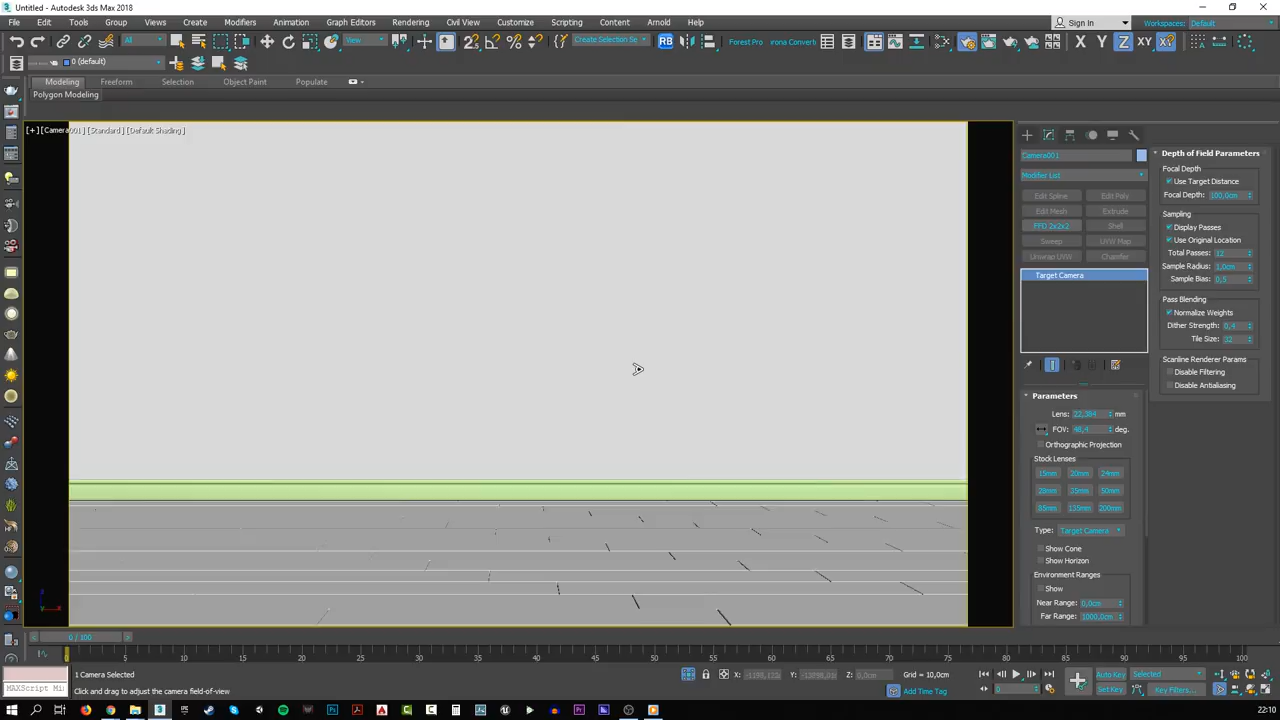 Untitled - Autodesk 3ds Max 2018
File Edit Tools Group Views Create Modifiers Animation Graph Editors Rendering Civil View Customize Scripting Content Arnold Help
Sign In Workspaces: Default
All View Create Selection Se Forest Pro irona Converti X Y Z XY
0 (default)
Modeling Freeform Selection Object Paint Populate
Polygon Modeling
[+] [Camera001] [Standard] [Default Shading]
Camera001
Modifier List
Edit Spline Edit Poly
Edit Mesh Extrude
FFD 2x2x2 Shell
Sweep UVW Map
Unwrap UVW Chamfer
Target Camera
Parameters
Lens: 22,384 mm
FOV: 48,4 deg.
Orthographic Projection
Stock Lenses
15mm 20mm 24mm
28mm 35mm 50mm
85mm 135mm 200mm
Type: Target Camera
Show Cone
Show Horizon
Environment Ranges
Show
Near Range: 0,0cm
Far Range: 1000,0cm
Depth of Field Parameters
Focal Depth
Use Target Distance
Focal Depth: 100,0cm
Sampling
Display Passes
Use Original Location
Total Passes: 12
Sample Radius: 1,0cm
Sample Bias: 0,5
Pass Blending
Normalize Weights
Dither Strength: 0,4
Tile Size: 32
Scanline Renderer Params
Disable Filtering
Disable Antialiasing
0 / 100
0 5 10 15 20 25 30 35 40 45 50 55 60 65 70 75 80 85 90 95 100
1 Camera Selected
MAXScript Mi
Click and drag to adjust the camera field-of-view
X: Y: Z: 0,0cm Grid = 10,0cm
Add Time Tag
0
Auto Key Selected
Set Key Key Filters...
22:10